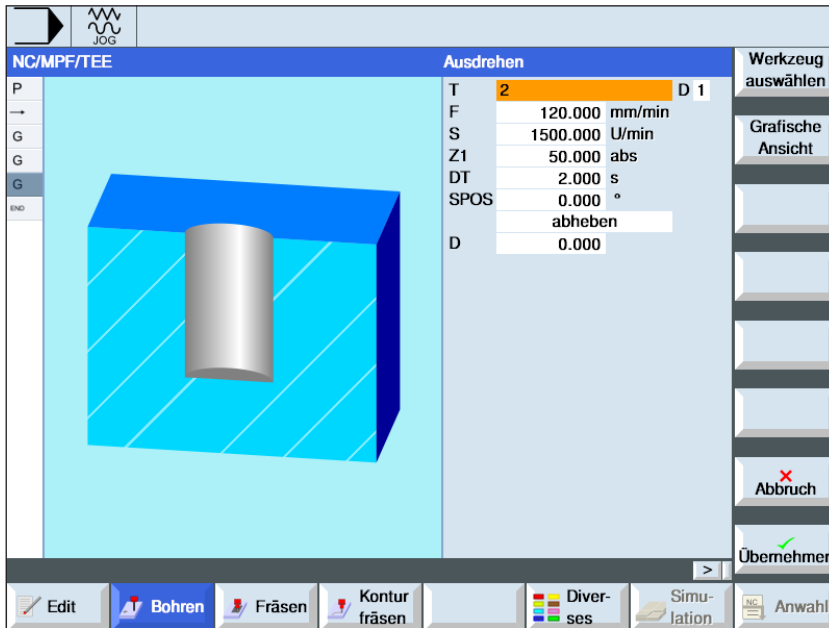 JOG
NC/MPF/TEE
Ausdrehen
P
→
G
G
G
END
T 2 D 1
F 120.000 mm/min
S 1500.000 U/min
Z1 50.000 abs
DT 2.000 s
SPOS 0.000 °
abheben
D 0.000
Werkzeug
auswählen
Grafische
Ansicht
Abbruch
Übernehmen
>
Edit
Bohren
Fräsen
Kontur
fräsen
Diver-
ses
Simu-
lation
NC
Anwahl